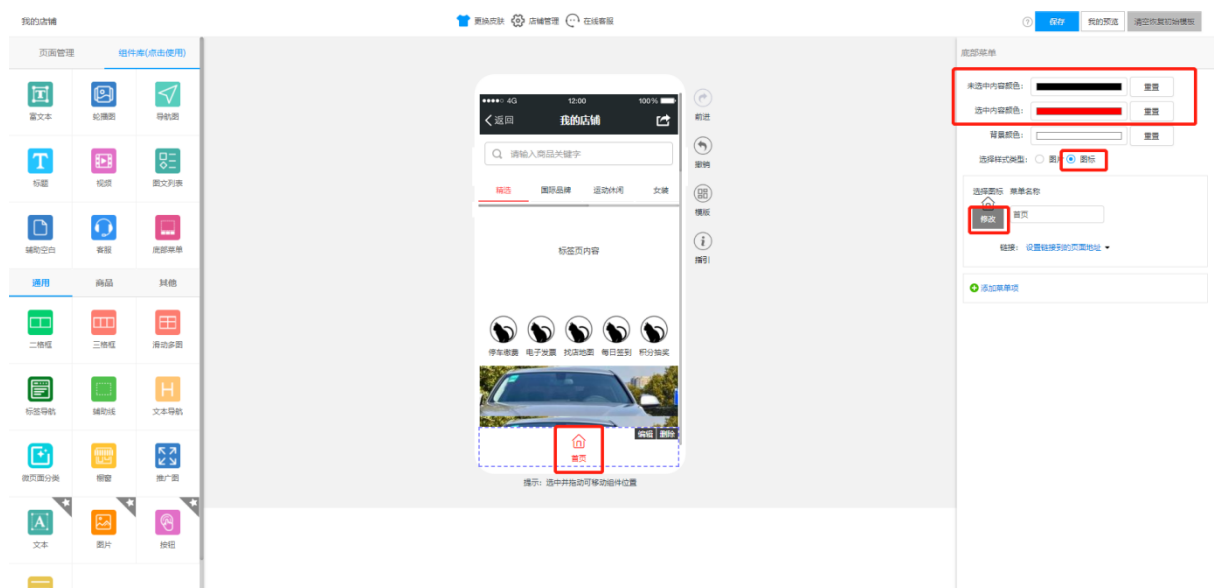 我的店铺
更换皮肤 店铺管理 在线客服
保存 我的预览 清空恢复初始模板
页面管理 组件库(点击使用)
富文本 轮播图 导航图
标题 视频 图文列表
辅助空白 客服 底部菜单
通用 商品 其他
二格框 三格框 滑动多图
标签导航 辅助线 文本导航
微页面分类 橱窗 推广图
文本 图片 按钮
4G 12:00 100%
返回 我的店铺
请输入商品关键字
精选 国际品牌 运动休闲 女装
标签页内容
停车缴费 电子发票 找店地图 每日签到 积分抽奖
编辑 删除
首页
提示：选中并拖动可移动组件位置
前进
撤销
模版
指引
底部菜单
未选中内容颜色： 重置
选中内容颜色： 重置
背景颜色： 重置
选择样式类型： 图片 图标
选择图标 菜单名称
修改 首页
链接： 设置链接到的页面地址
添加菜单项